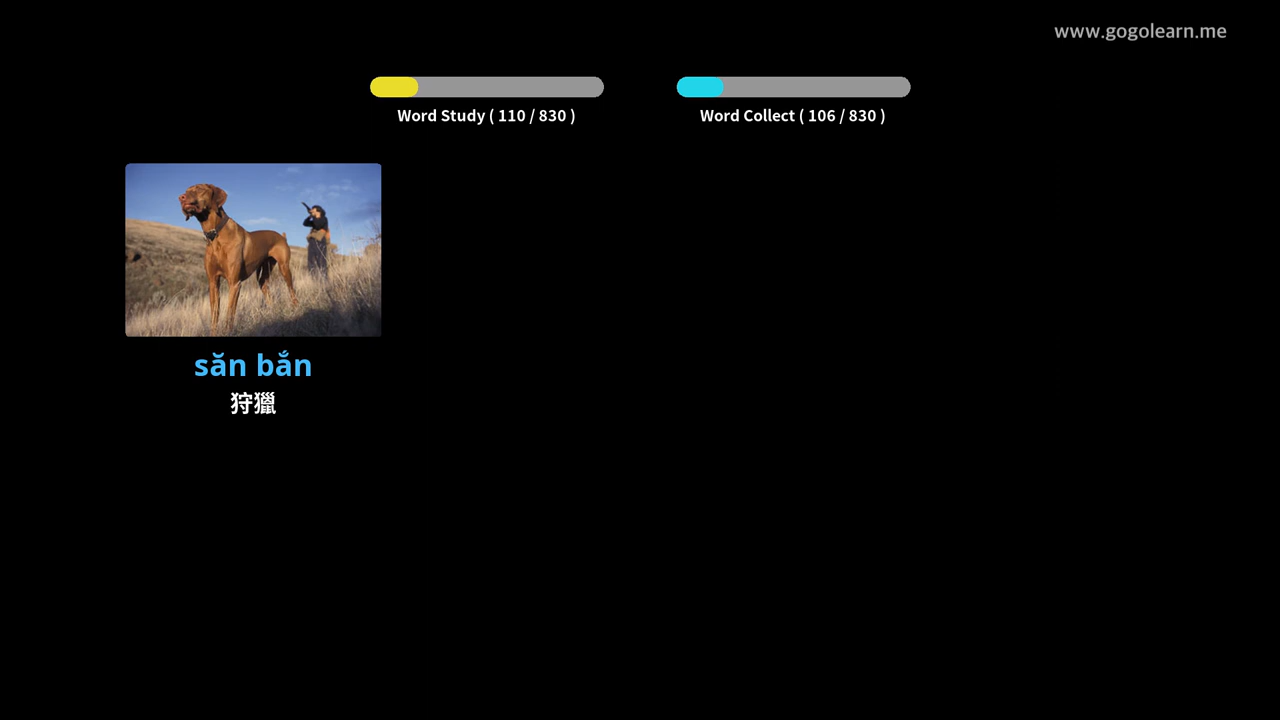 www.gogolearn.me
Word Study ( 110 / 830 )
Word Collect ( 106 / 830 )
săn bắn
狩獵